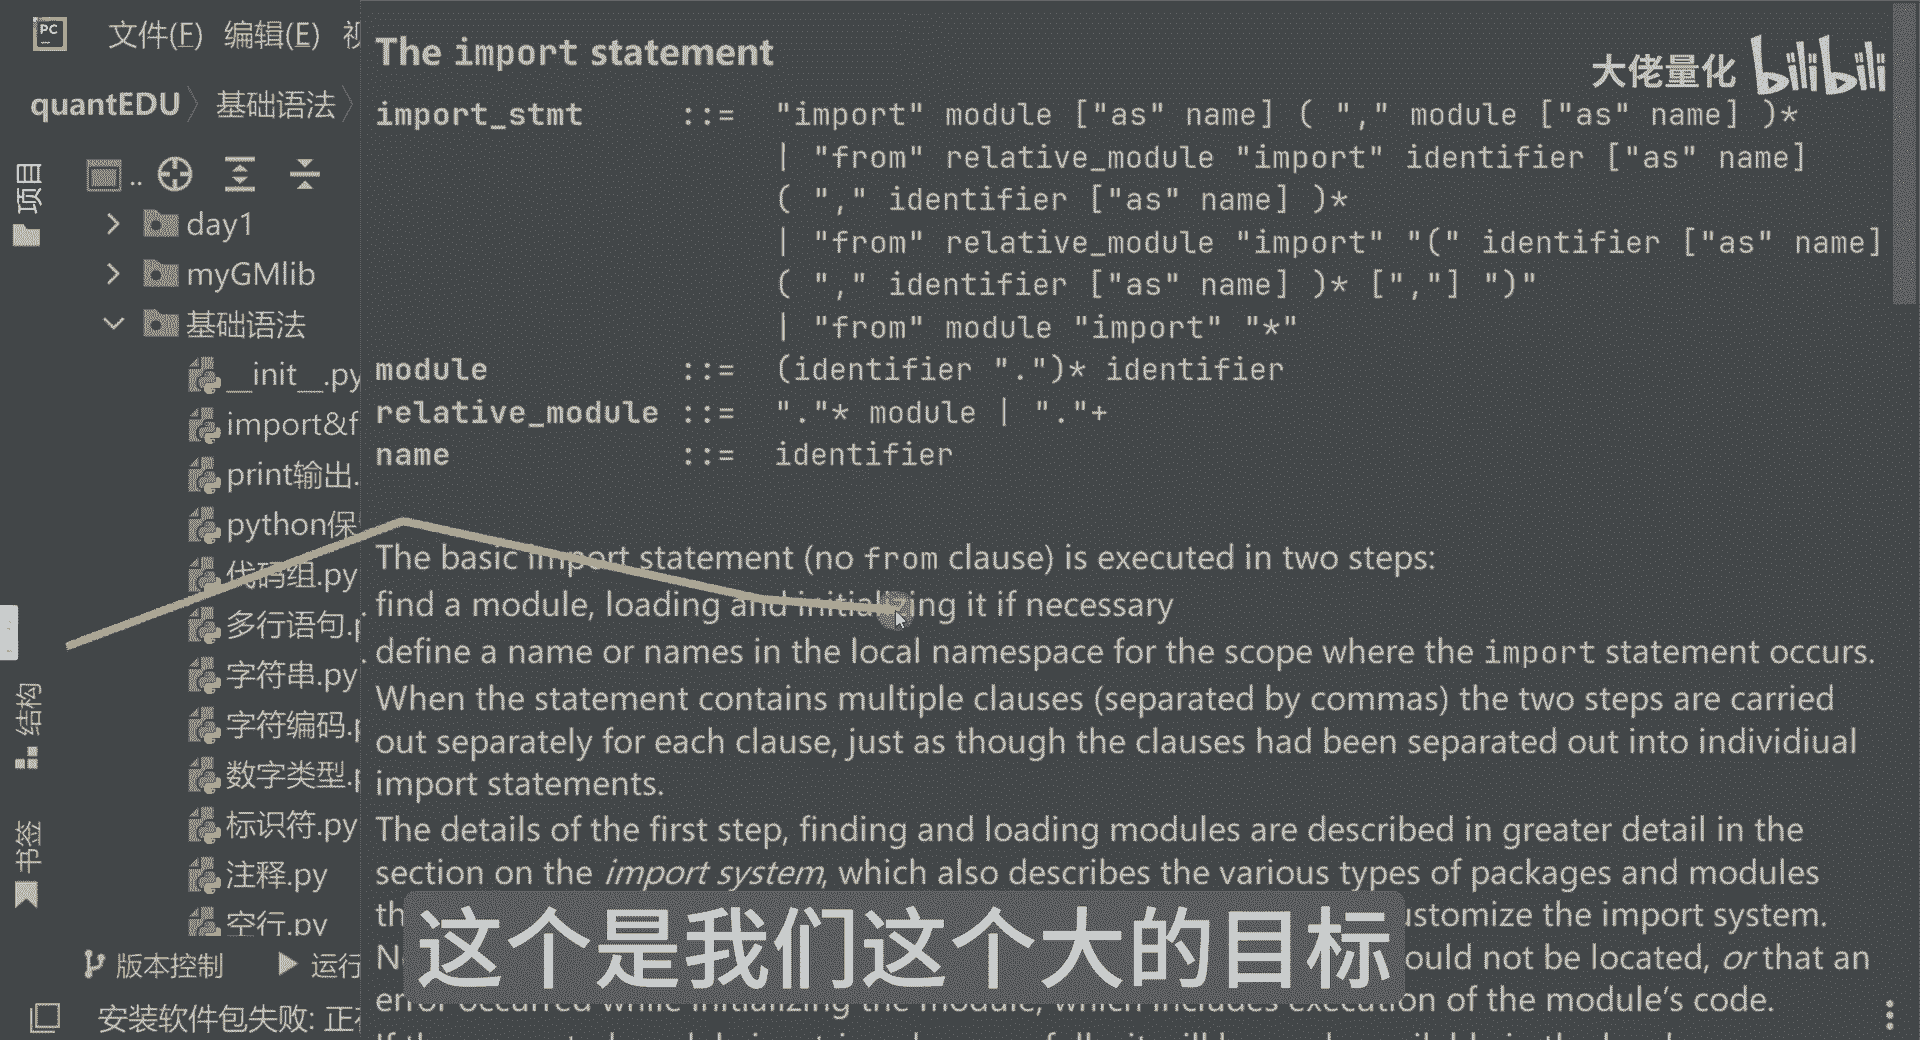 PC
文件(F) 编辑(E)
quantEDU 基础语法
项目
..
day1
myGMlib
基础语法
__init__.py
import&f
print输出.
python保
代码组.py
多行语句.p
字符串.py
字符编码.p
数字类型.p
标识符.py
注释.py
空行.py
结构
书签
版本控制 运行
安装软件包失败: 正在
大佬量化 bilibili
The import statement
import_stmt ::= "import" module ["as" name] ( "," module ["as" name] )*
| "from" relative_module "import" identifier ["as" name]
( "," identifier ["as" name] )*
| "from" relative_module "import" "(" identifier ["as" name]
( "," identifier ["as" name] )* [","] ")"
| "from" module "import" "*"
module ::= (identifier ".")* identifier
relative_module ::= "."* module | "."+
name ::= identifier
The basic import statement (no from clause) is executed in two steps:
find a module, loading and initializing it if necessary
define a name or names in the local namespace for the scope where the import statement occurs.
When the statement contains multiple clauses (separated by commas) the two steps are carried
out separately for each clause, just as though the clauses had been separated out into individiual
import statements.
The details of the first step, finding and loading modules are described in greater detail in the
section on the import system, which also describes the various types of packages and modules
ustomize the import system.
ould not be located, or that an
error occurred while initializing the module, which includes execution of the module's code.
这个是我们这个大的目标